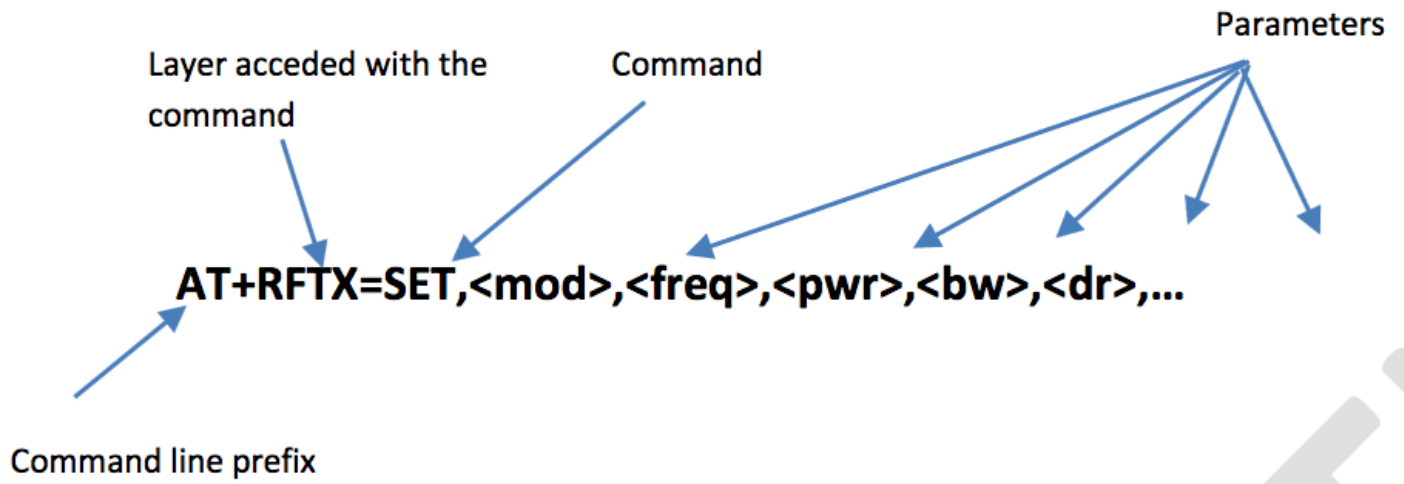 Parameters
Layer acceded with the
command
Command
AT+RFTX=SET,<mod>,<freq>,<pwr>,<bw>,<dr>,...
Command line prefix